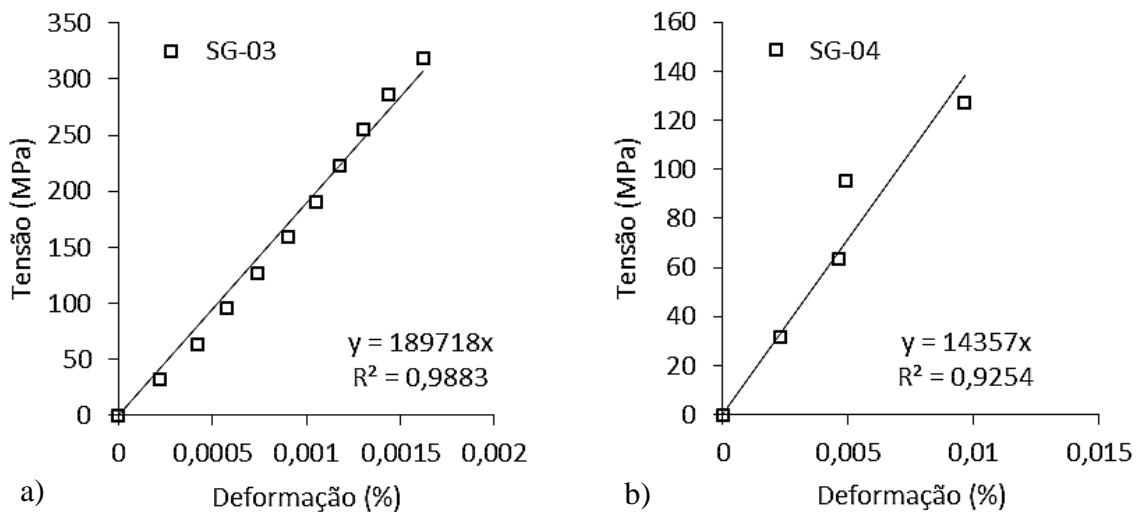 350
300
250
200
150
100
50
0
Tensão (MPa)
SG-03
y = 189718x
R² = 0,9883
0 0,0005 0,001 0,0015 0,002
Deformação (%)
a)
160
140
120
100
80
60
40
20
0
Tensão (MPa)
SG-04
y = 14357x
R² = 0,9254
0 0,005 0,01 0,015
Deformação (%)
b)